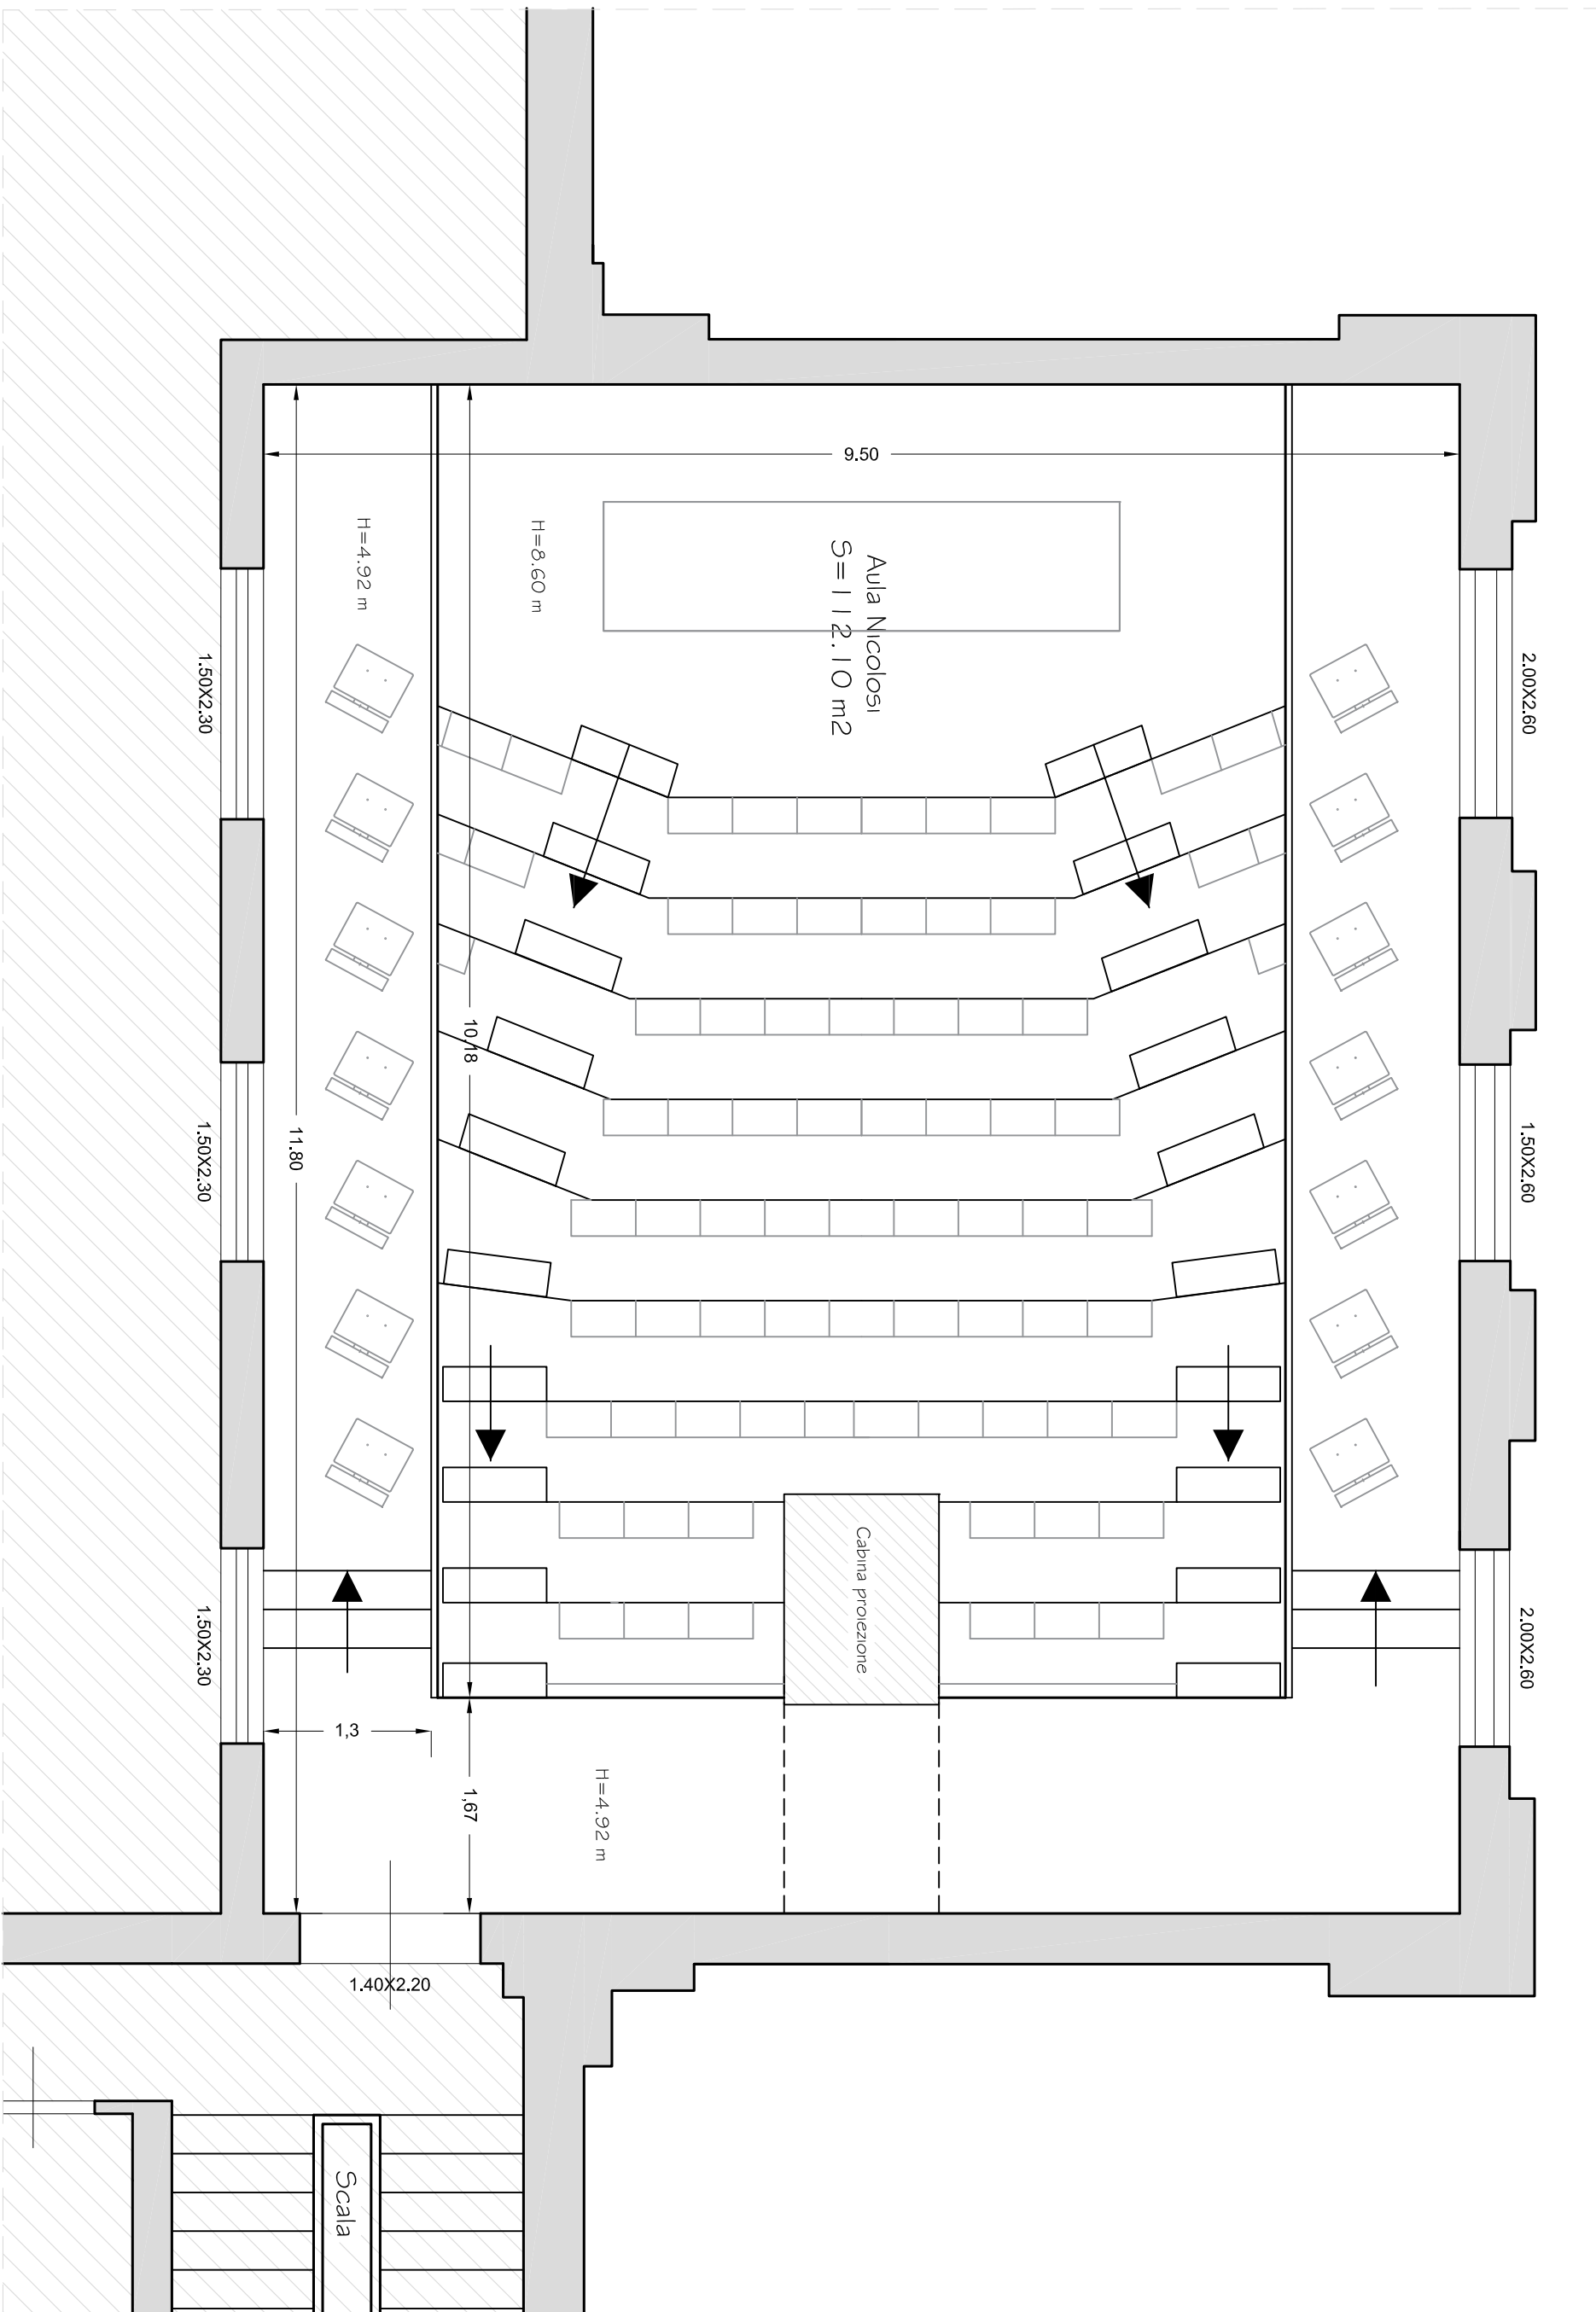 9.50
H=4.92 m
H=8.60 m
Aula Nicolosi
S=112.10 m2
1.50X2.30
2.00X2.60
10,18
11.80
1.50X2.30
1.50X2.60
Cabina proiezione
1.50X2.30
2.00X2.60
1,3
1,67
H=4.92 m
1.40X2.20
Scala